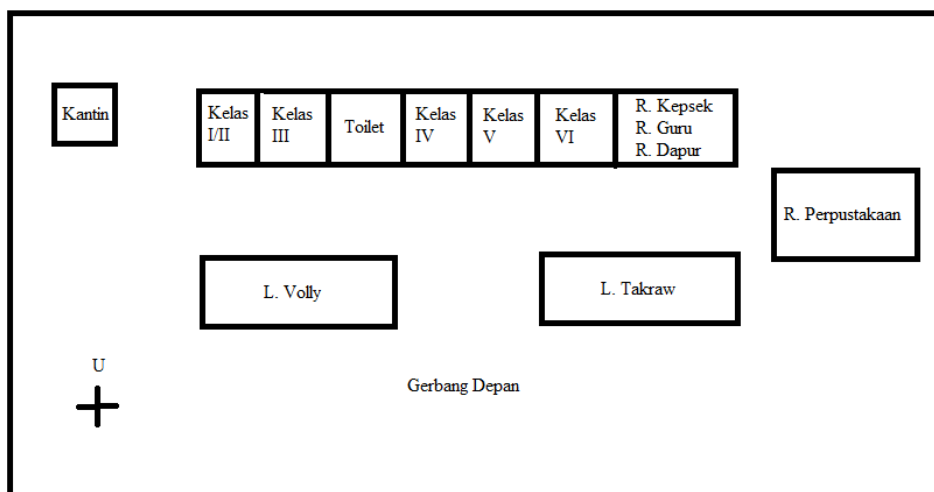 Kantin
Kelas
I/II
Kelas
III
Toilet
Kelas
IV
Kelas
V
Kelas
VI
R. Kepsek
R. Guru
R. Dapur
R. Perpustakaan
L. Volly
L. Takraw
U
Gerbang Depan